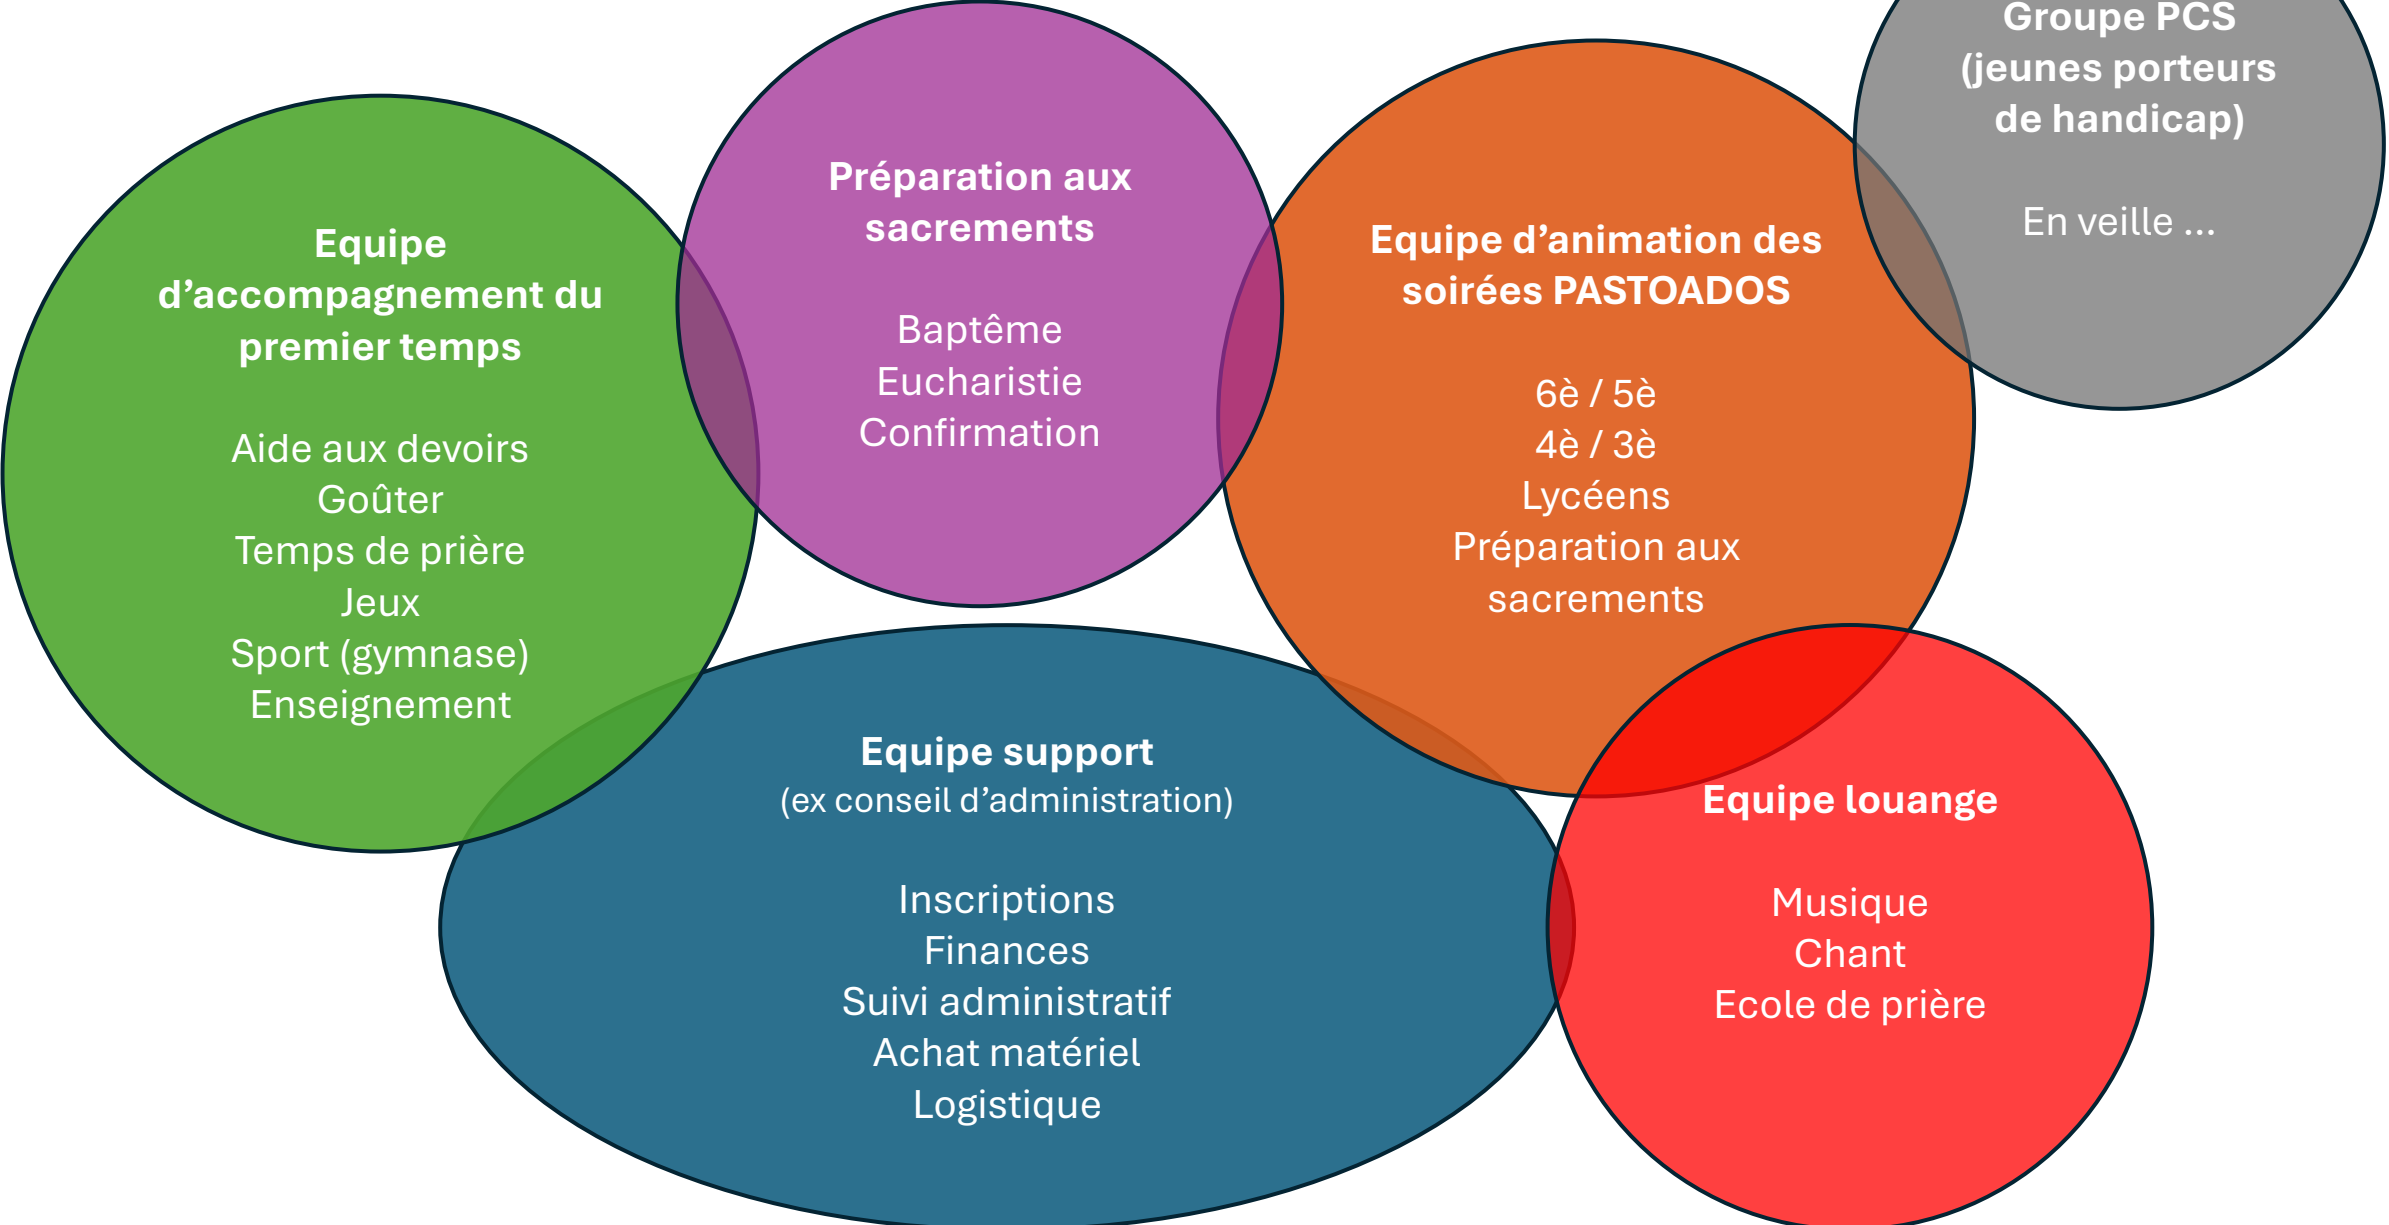 Equipe
d’accompagnement du
premier temps
Aide aux devoirs
Goûter
Temps de prière
Jeux
Sport (gymnase)
Enseignement
Préparation aux
sacrements
Baptême
Eucharistie
Confirmation
Equipe d’animation des
soirées PASTOADOS
6è / 5è
4è / 3è
Lycéens
Préparation aux
sacrements
Groupe PCS
(jeunes porteurs
de handicap)
En veille ...
Equipe support
(ex conseil d’administration)
Inscriptions
Finances
Suivi administratif
Achat matériel
Logistique
Equipe louange
Musique
Chant
Ecole de prière